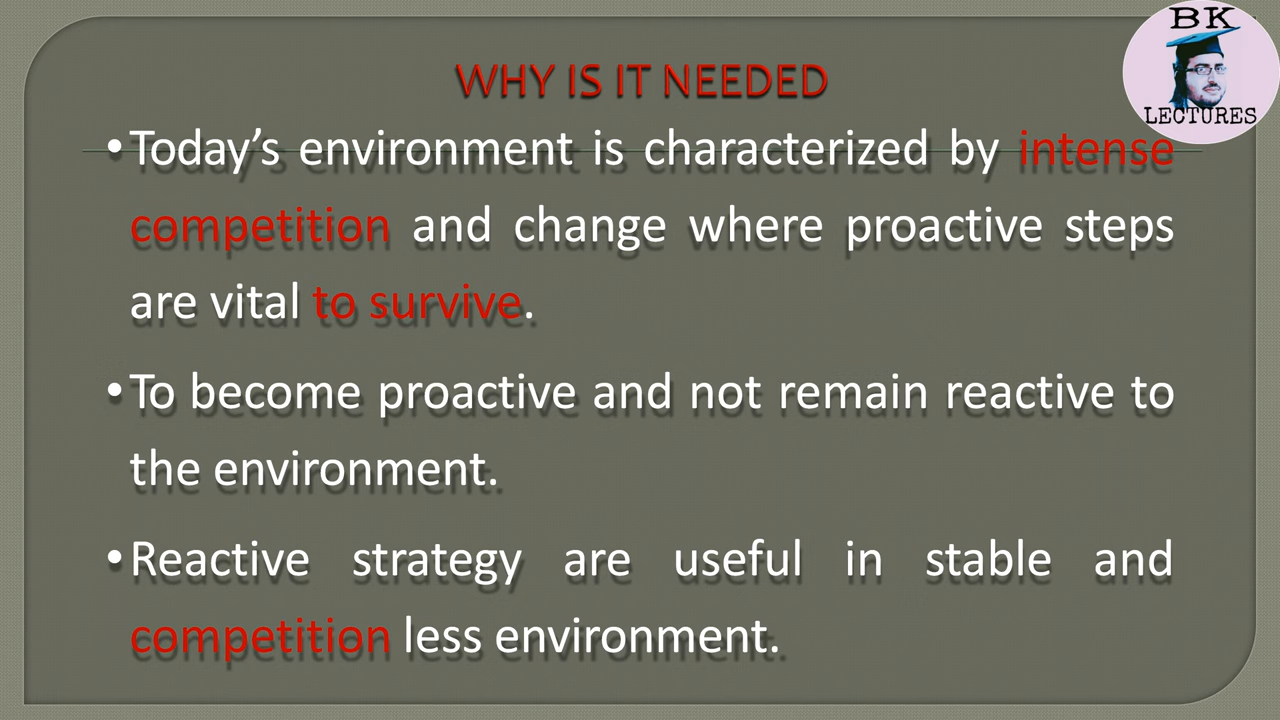 BK
LECTURES
WHY IS IT NEEDED
•Today’s environment is characterized by intense
competition and change where proactive steps
are vital to survive.
•To become proactive and not remain reactive to
the environment.
•Reactive strategy are useful in stable and
competition less environment.